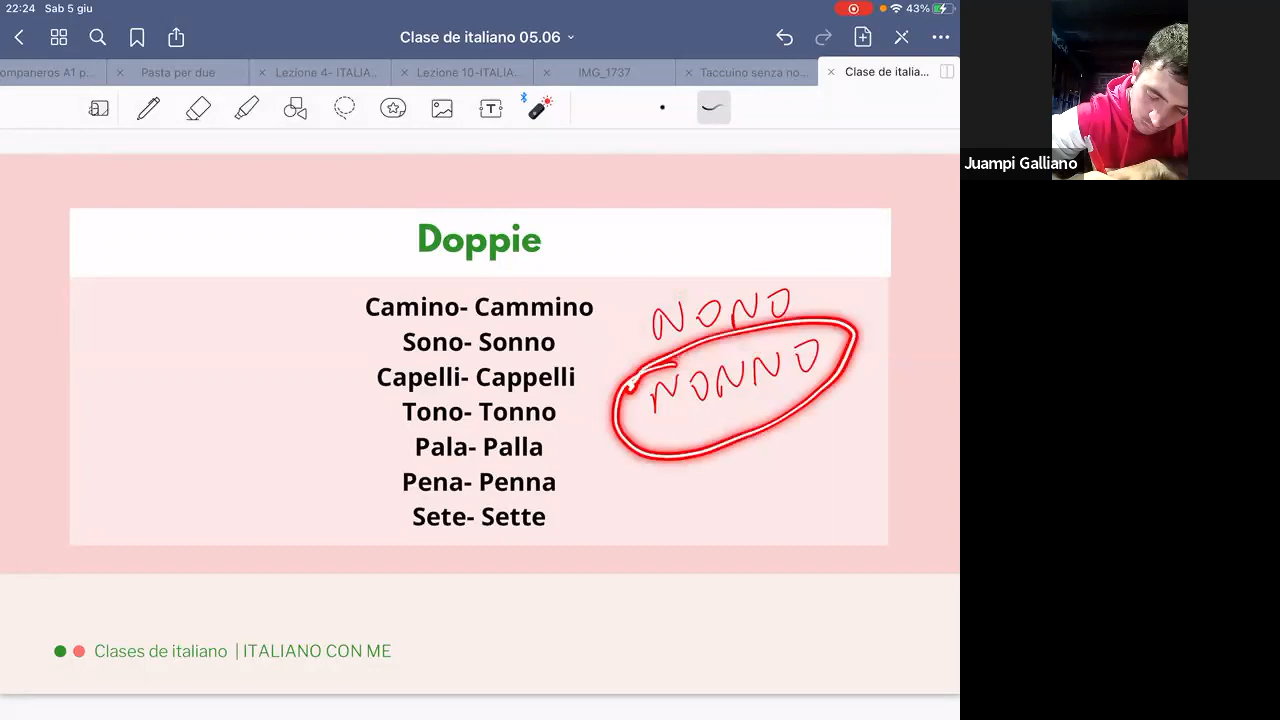 22:24 Sab 5 giu
43%
Clase de italiano 05.06
ompaneros A1 p...
Pasta per due
Lezione 4- ITALIA...
Lezione 10-ITALIA...
IMG_1737
Taccuino senza no...
Clase de italia...
T
Juampi Galliano
Doppie
Camino- Cammino
NONO
Sono- Sonno
NONNO
Capelli- Cappelli
Tono- Tonno
Pala- Palla
Pena- Penna
Sete- Sette
Clases de italiano | ITALIANO CON ME